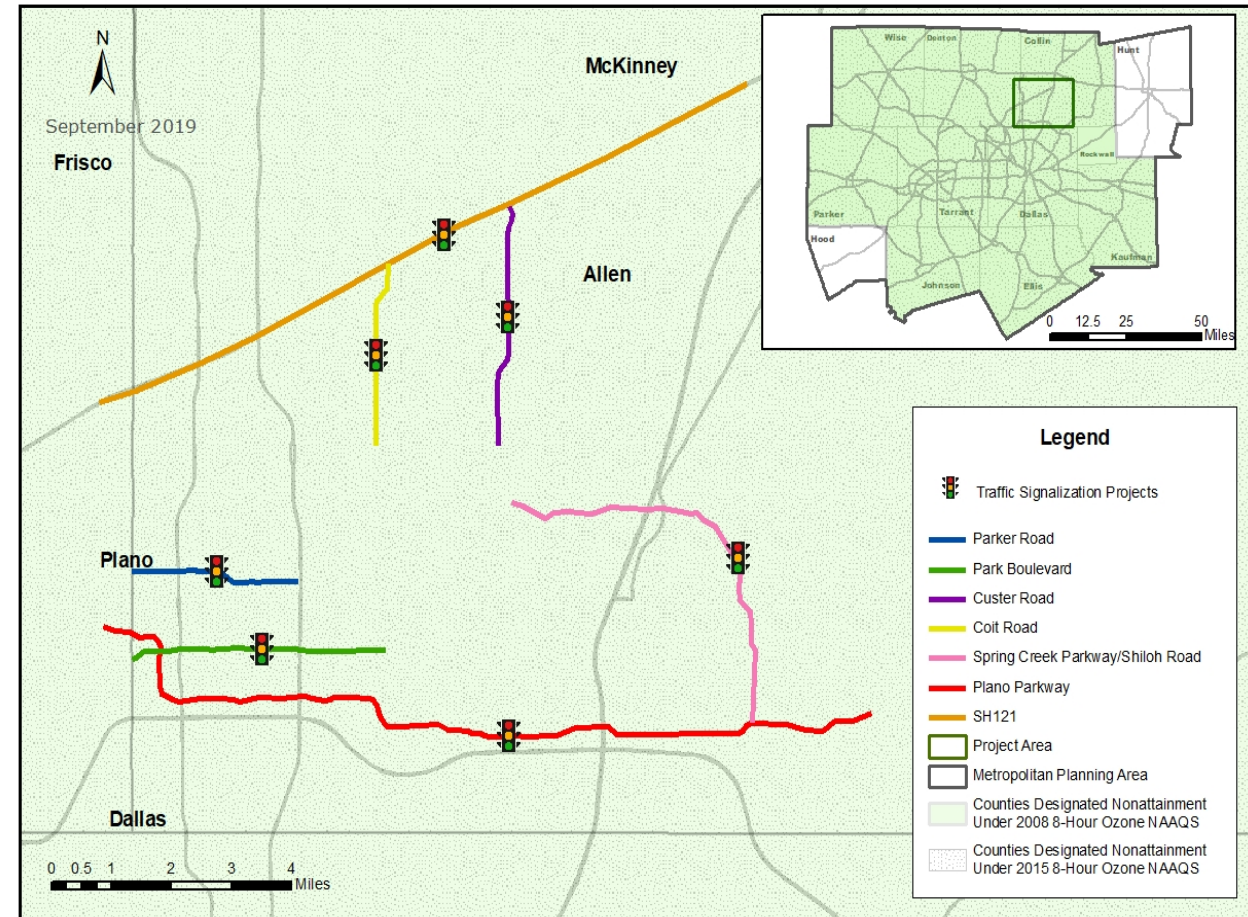 N
McKinney
September 2019
Frisco
Allen
Plano
Dallas
0 0.5 1 2 3 4
Miles
Wise Denton Collin Hunt
Rockwall
Parker Tarrant Dallas
Hood
Kaufman
Johnson Ellis
0 12.5 25 50
Miles
Legend
Traffic Signalization Projects
Parker Road
Park Boulevard
Custer Road
Coit Road
Spring Creek Parkway/Shiloh Road
Plano Parkway
SH121
Project Area
Metropolitan Planning Area
Counties Designated Nonattainment
Under 2008 8-Hour Ozone NAAQS
Counties Designated Nonattainment
Under 2015 8-Hour Ozone NAAQS